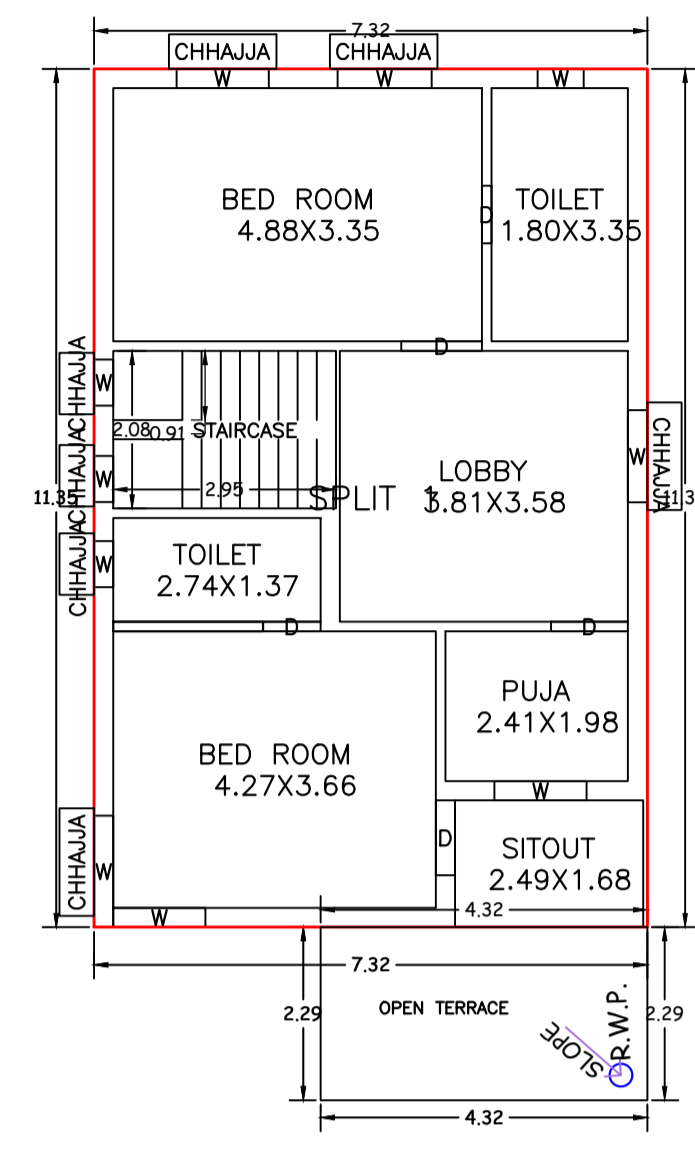 7.32
CHHAJJA
CHHAJJA
W
W
W
BED ROOM
4.88X3.35
D
TOILET
1.80X3.35
D
CHHAJJA
W
2.08
0.91
STAIRCASE
CHHAJJA
W
2.95
11.35
SPLIT 1
LOBBY
3.81X3.58
W
CHHAJJA
11.3
CHHAJJA
W
TOILET
2.74X1.37
D
D
PUJA
2.41X1.98
BED ROOM
4.27X3.66
W
CHHAJJA
W
D
SITOUT
2.49X1.68
W
4.32
7.32
2.29
OPEN TERRACE
SLOPE
R.W.P.
2.29
4.32